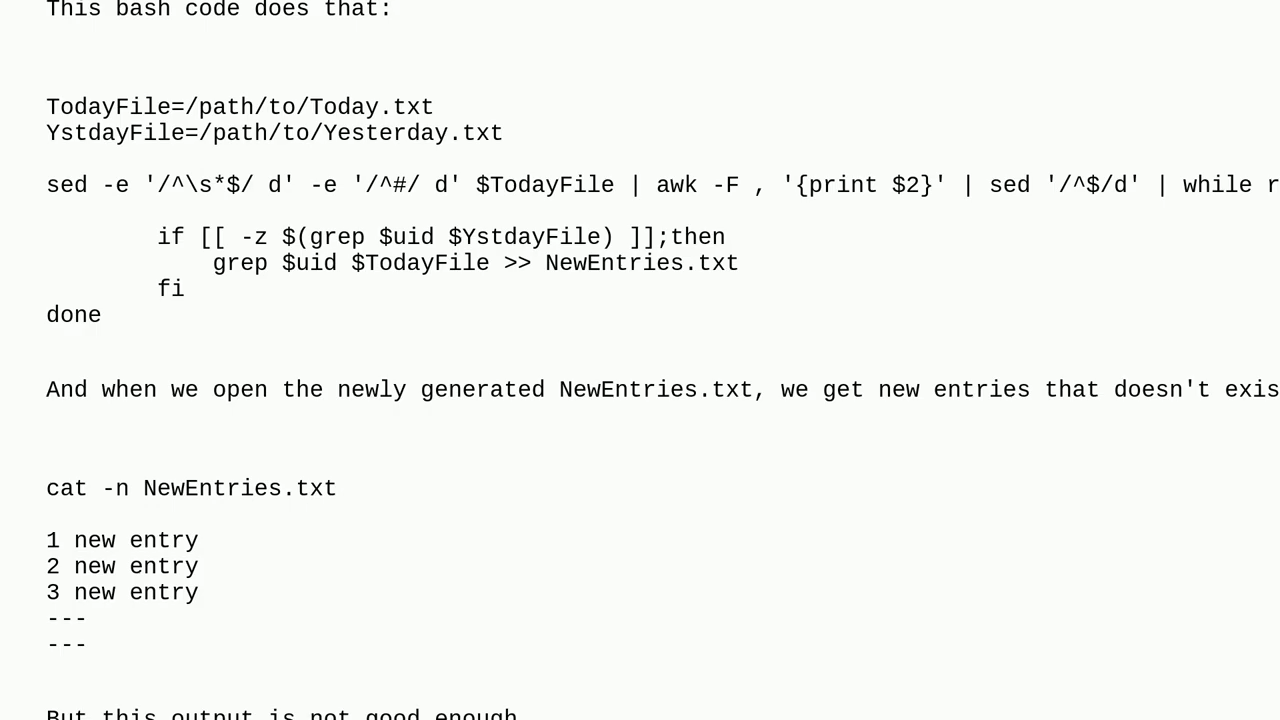 This bash code does that:
TodayFile=/path/to/Today.txt
YstdayFile=/path/to/Yesterday.txt
sed -e '/^\s*$/ d' -e '/^#/ d' $TodayFile | awk -F , '{print $2}' | sed '/^$/d' | while r
if [[ -z $(grep $uid $YstdayFile) ]];then
grep $uid $TodayFile >> NewEntries.txt
fi
done
And when we open the newly generated NewEntries.txt, we get new entries that doesn't exis
cat -n NewEntries.txt
1 new entry
2 new entry
3 new entry
---
---
But this output is not good enough